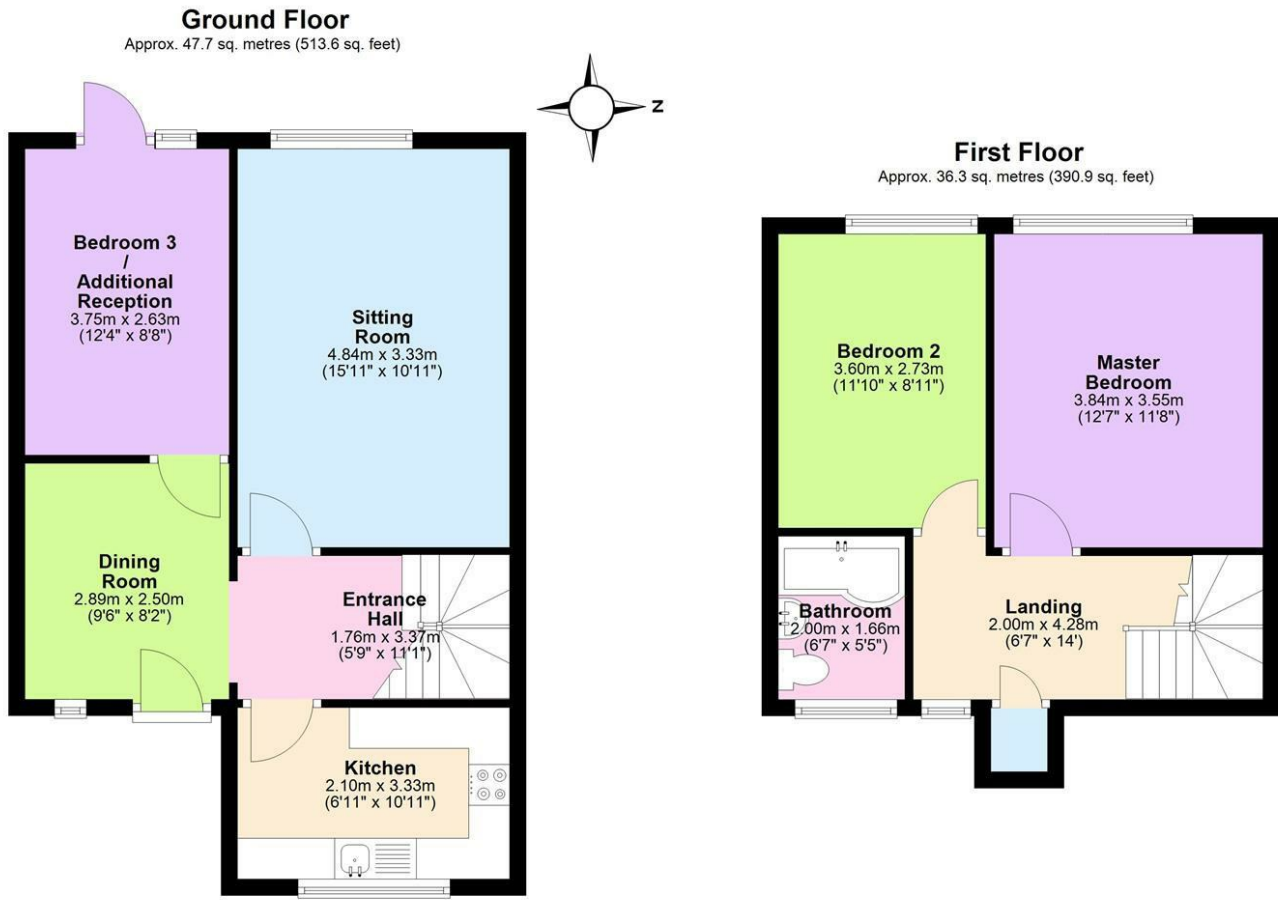 Ground Floor
Approx. 47.7 sq. metres (513.6 sq. feet)
N
First Floor
Approx. 36.3 sq. metres (390.9 sq. feet)
Bedroom 3
/
Additional
Reception
3.75m x 2.63m
(12'4" x 8'8")
Sitting
Room
4.84m x 3.33m
(15'11" x 10'11")
Dining
Room
2.89m x 2.50m
(9'6" x 8'2")
Entrance
Hall
1.76m x 3.37m
(5'9" x 11'1")
Kitchen
2.10m x 3.33m
(6'11" x 10'11")
Bedroom 2
3.60m x 2.73m
(11'10" x 8'11")
Master
Bedroom
3.84m x 3.55m
(12'7" x 11'8")
Bathroom
2.00m x 1.66m
(6'7" x 5'5")
Landing
2.00m x 4.28m
(6'7" x 14')